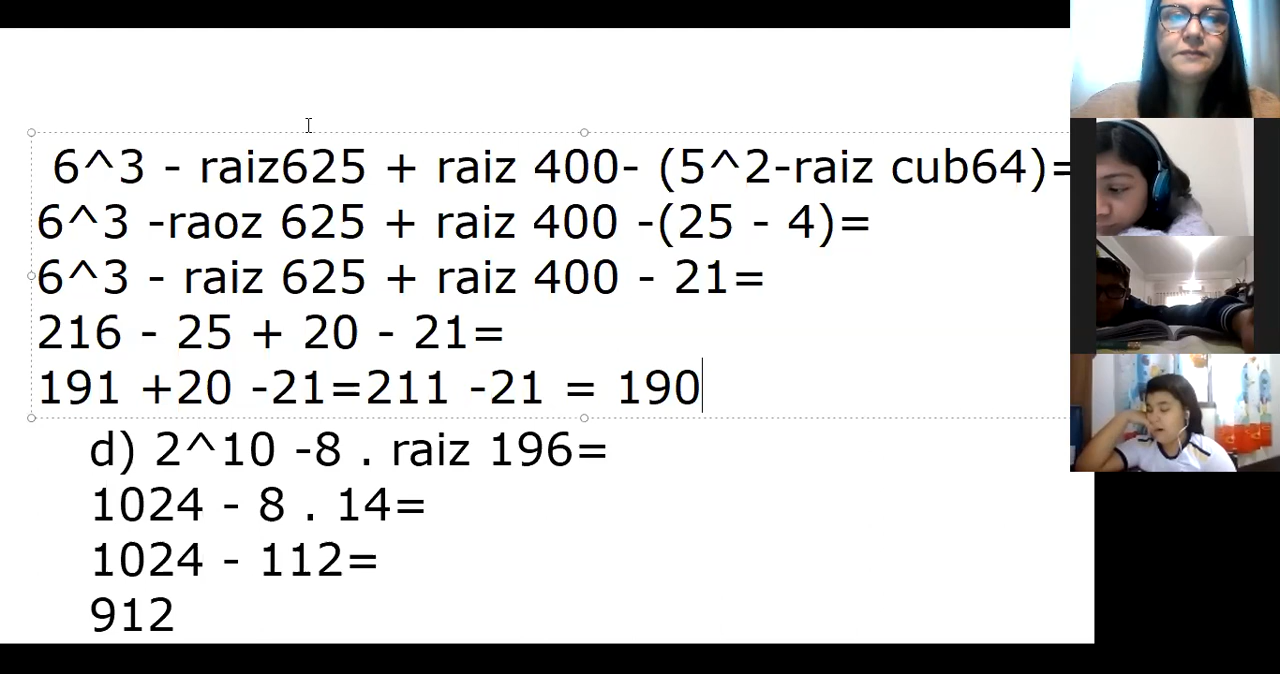 6^3 - raiz625 + raiz 400- (5^2-raiz cub64)=
6^3 -raoz 625 + raiz 400 -(25 - 4)=
6^3 - raiz 625 + raiz 400 - 21=
216 - 25 + 20 - 21=
191 +20 -21=211 -21 = 190
d) 2^10 -8 . raiz 196=
1024 - 8 . 14=
1024 - 112=
912